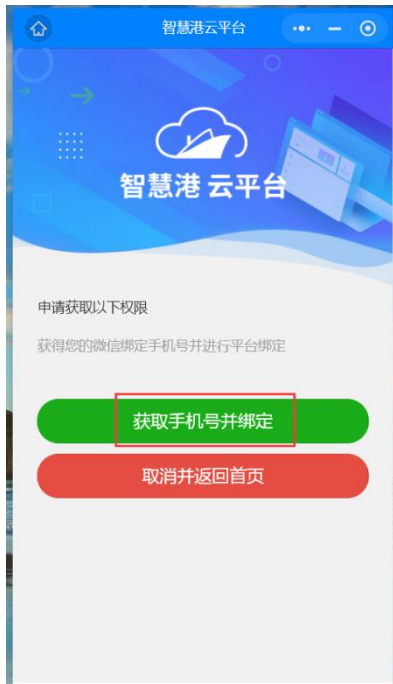 智慧港云平台
智慧港 云平台
申请获取以下权限
获得您的微信绑定手机号并进行平台绑定
获取手机号并绑定
取消并返回首页